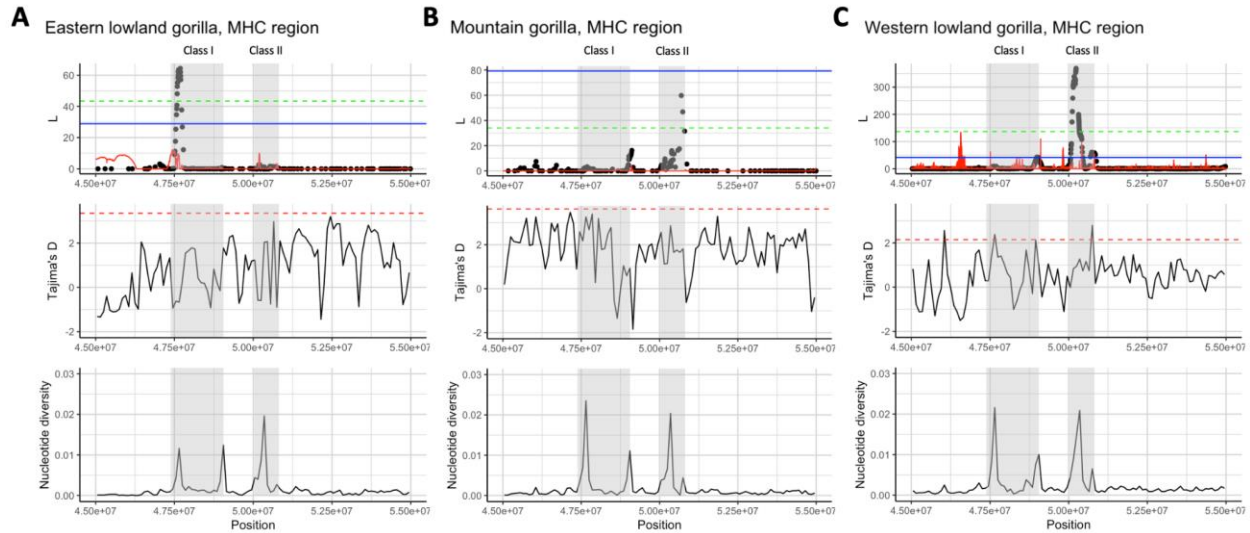 A
Eastern lowland gorilla, MHC region
Class I Class II
60
40
20
0
L
4.50e+07 4.75e+07 5.00e+07 5.25e+07 5.50e+07
2
0
-2
Tajima's D
4.50e+07 4.75e+07 5.00e+07 5.25e+07 5.50e+07
0.03
0.02
0.01
0.00
Nucleotide diversity
4.50e+07 4.75e+07 5.00e+07 5.25e+07 5.50e+07
Position
B
Mountain gorilla, MHC region
Class I Class II
80
60
40
20
0
L
4.50e+07 4.75e+07 5.00e+07 5.25e+07 5.50e+07
2
0
-2
Tajima's D
4.50e+07 4.75e+07 5.00e+07 5.25e+07 5.50e+07
0.03
0.02
0.01
0.00
Nucleotide diversity
4.50e+07 4.75e+07 5.00e+07 5.25e+07 5.50e+07
Position
C
Western lowland gorilla, MHC region
Class I Class II
300
200
100
0
L
4.50e+07 4.75e+07 5.00e+07 5.25e+07 5.50e+07
2
0
-2
Tajima's D
4.50e+07 4.75e+07 5.00e+07 5.25e+07 5.50e+07
0.03
0.02
0.01
0.00
Nucleotide diversity
4.50e+07 4.75e+07 5.00e+07 5.25e+07 5.50e+07
Position